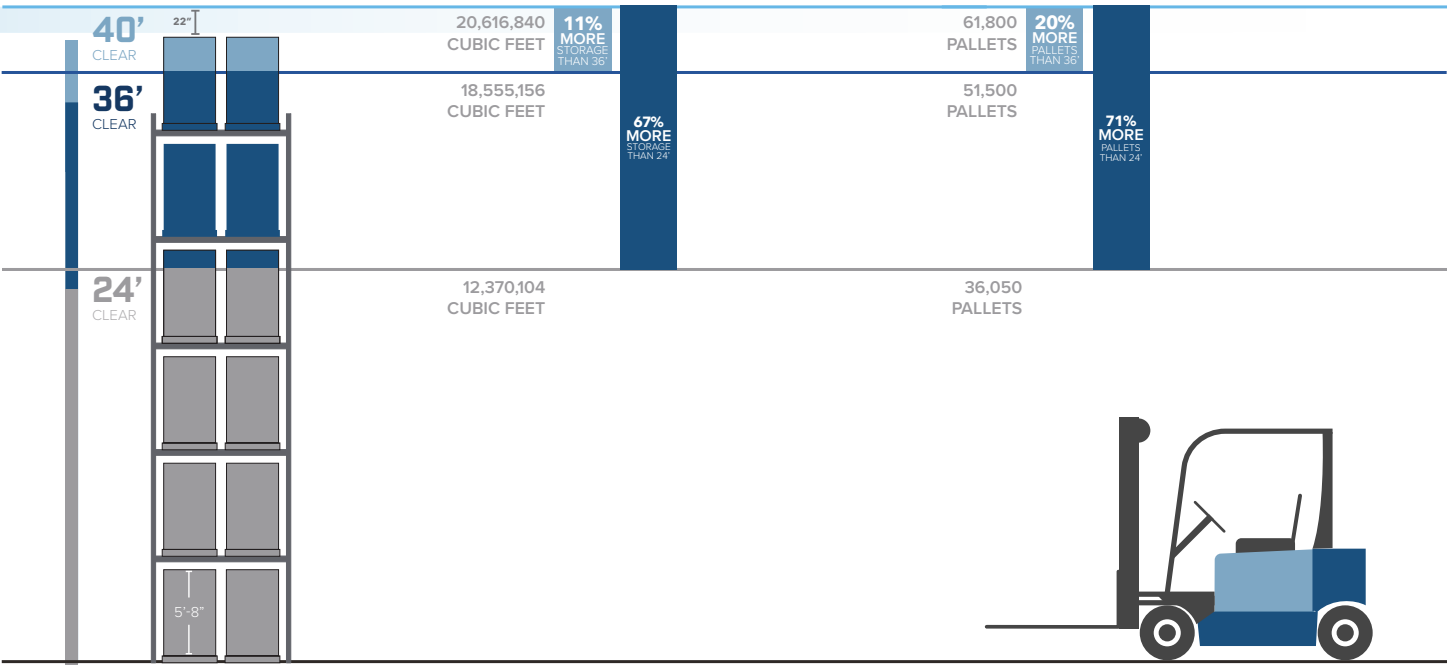 40’
CLEAR
22”
20,616,840
CUBIC FEET
11%
MORE
STORAGE
THAN 36’
61,800
PALLETS
20%
MORE
PALLETS
THAN 36’
36’
CLEAR
18,555,156
CUBIC FEET
67%
MORE
STORAGE
THAN 24’
51,500
PALLETS
71%
MORE
PALLETS
THAN 24’
24’
CLEAR
12,370,104
CUBIC FEET
36,050
PALLETS
5’-8”